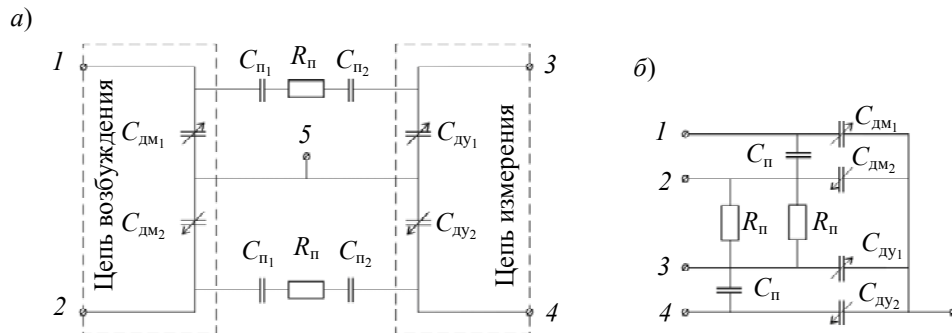 а)
1
Cп1
Rп
Cп2
3
Цепь возбуждения
Cдм1
5
Cду1
Цепь измерения
Cдм2
Cду2
Cп1
Rп
Cп2
2
4
б)
1
Cдм1
Cп
2
Cдм2
Rп
Rп
3
Cду1
Cп
4
Cду2